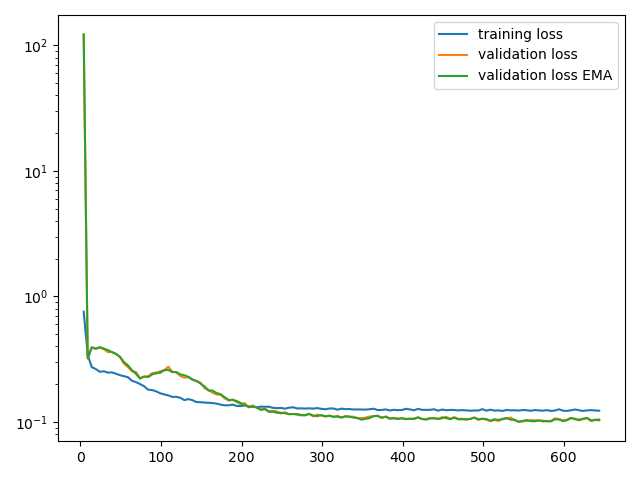 training loss
validation loss
validation loss EMA
10²
10¹
10⁰
10⁻¹
0 100 200 300 400 500 600